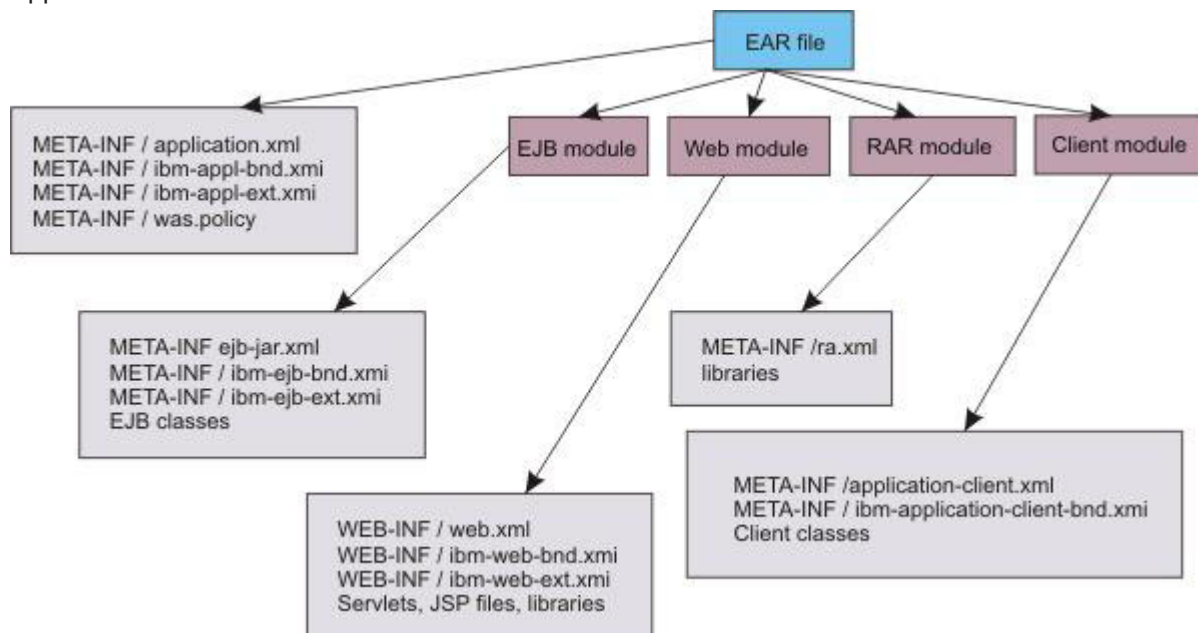 EAR file
META-INF / application.xml
META-INF / ibm-appl-bnd.xmi
META-INF / ibm-appl-ext.xmi
META-INF / was.policy
EJB module
Web module
RAR module
Client module
META-INF ejb-jar.xml
META-INF / ibm-ejb-bnd.xmi
META-INF / ibm-ejb-ext.xmi
EJB classes
META-INF /ra.xml
libraries
META-INF /application-client.xml
META-INF / ibm-application-client-bnd.xmi
Client classes
WEB-INF / web.xml
WEB-INF / ibm-web-bnd.xmi
WEB-INF / ibm-web-ext.xmi
Servlets, JSP files, libraries